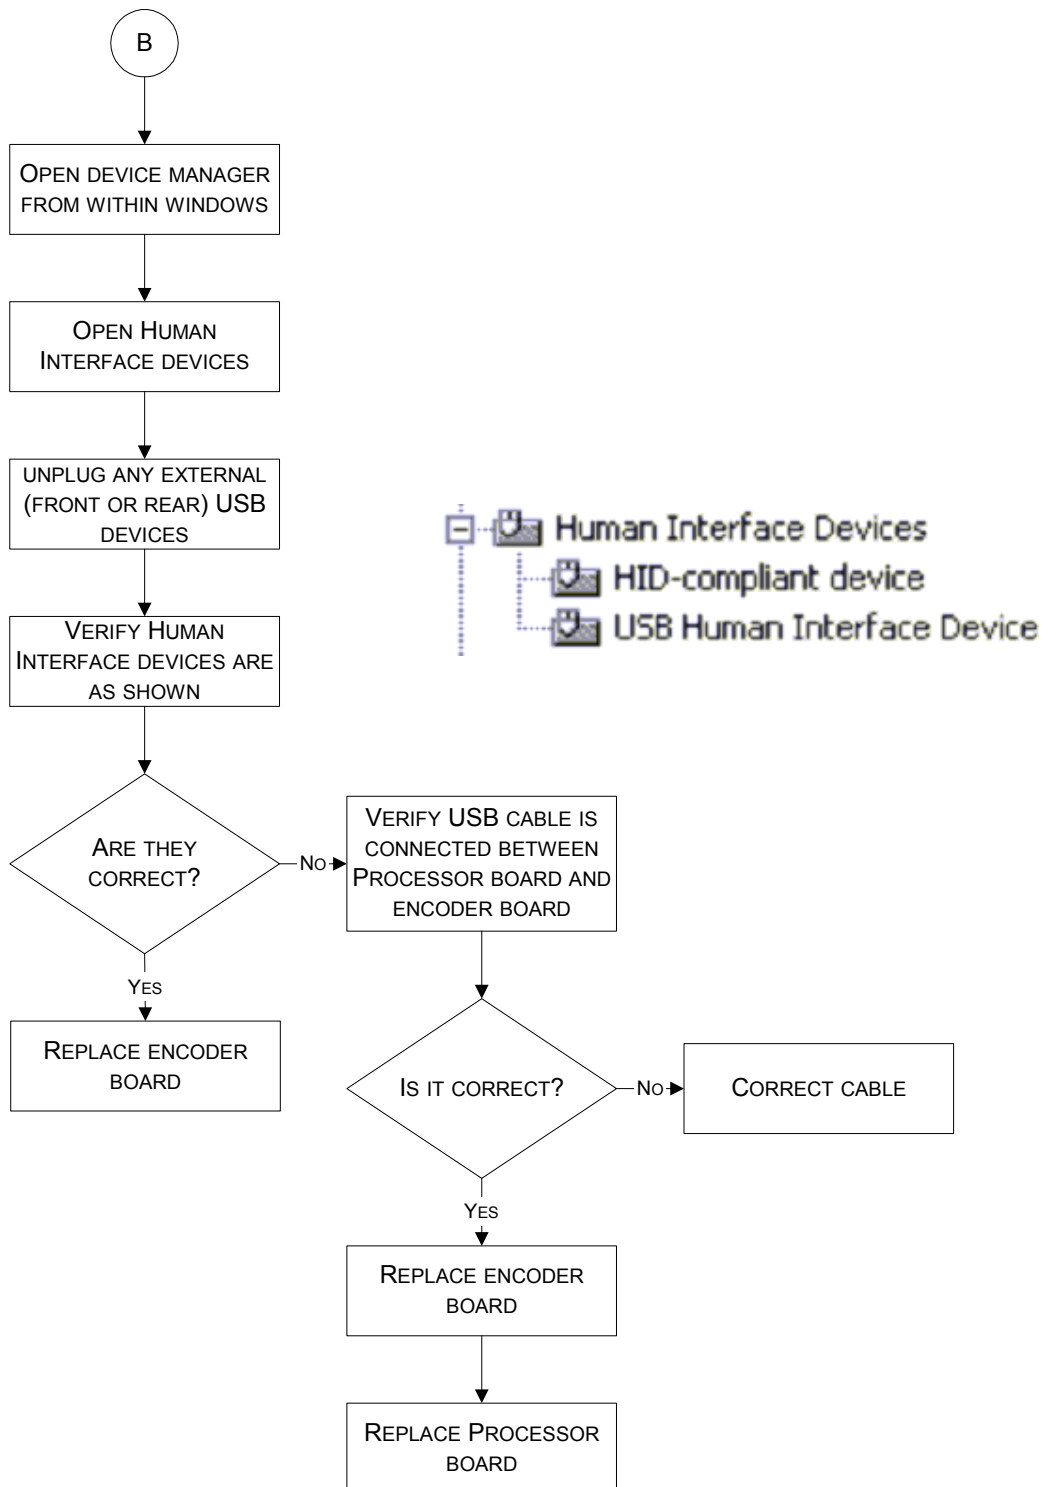 B
OPEN DEVICE MANAGER
FROM WITHIN WINDOWS
OPEN HUMAN
INTERFACE DEVICES
UNPLUG ANY EXTERNAL
(FRONT OR REAR) USB
DEVICES
Human Interface Devices
HID-compliant device
USB Human Interface Device
VERIFY HUMAN
INTERFACE DEVICES ARE
AS SHOWN
ARE THEY
CORRECT?
NO
VERIFY USB CABLE IS
CONNECTED BETWEEN
PROCESSOR BOARD AND
ENCODER BOARD
YES
REPLACE ENCODER
BOARD
IS IT CORRECT?
NO
CORRECT CABLE
YES
REPLACE ENCODER
BOARD
REPLACE PROCESSOR
BOARD